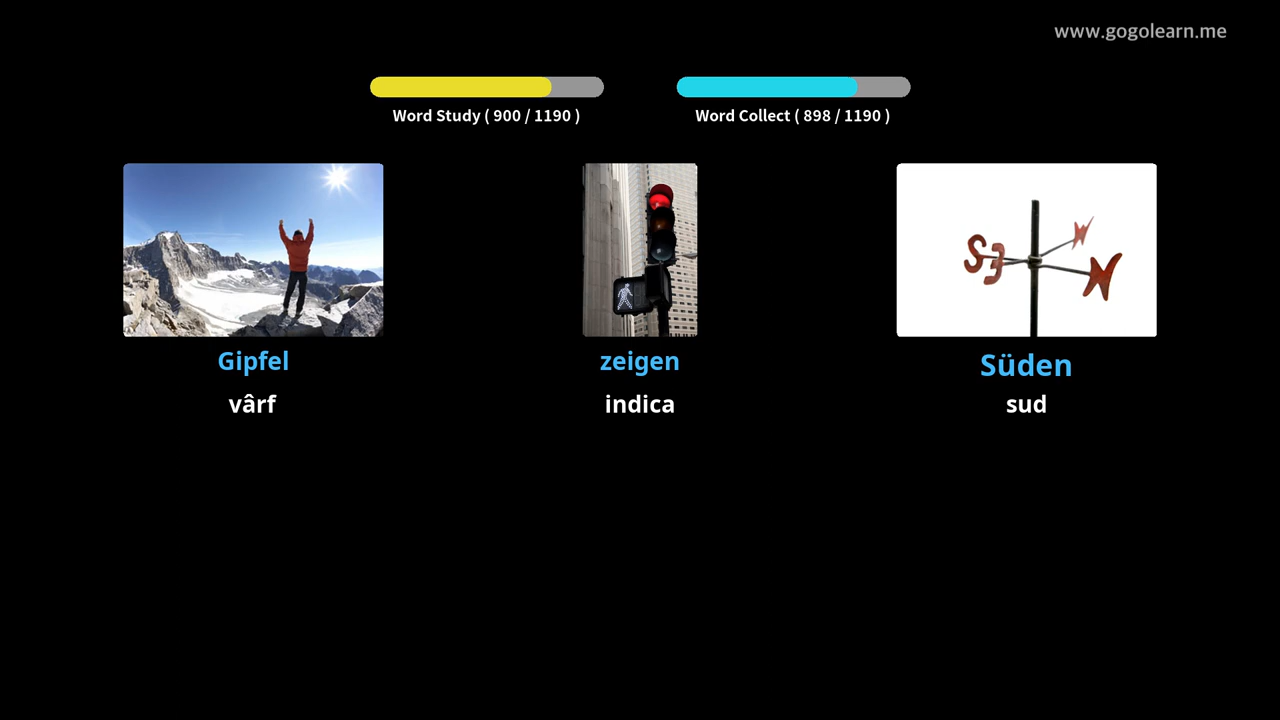 www.gogolearn.me
Word Study ( 900 / 1190 )
Word Collect ( 898 / 1190 )
Gipfel
vârf
zeigen
indica
S
N
Süden
sud